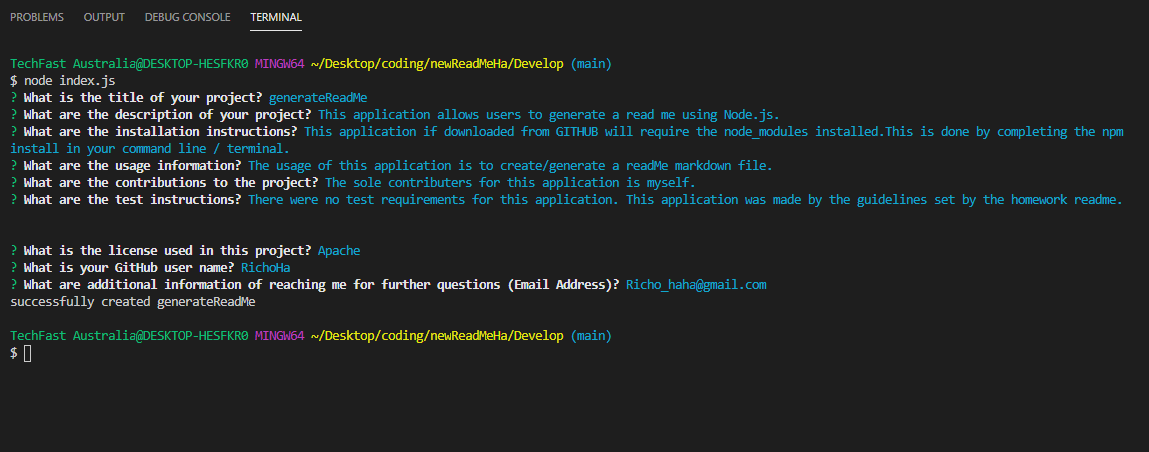 PROBLEMS OUTPUT DEBUG CONSOLE TERMINAL
TechFast Australia@DESKTOP-HESFKR0 MINGW64 ~/Desktop/coding/newReadMeHa/Develop (main)
$ node index.js
? What is the title of your project? generateReadMe
? What are the description of your project? This application allows users to generate a read me using Node.js.
? What are the installation instructions? This application if downloaded from GITHUB will require the node_modules installed.This is done by completing the npm
install in your command line / terminal.
? What are the usage information? The usage of this application is to create/generate a readMe markdown file.
? What are the contributions to the project? The sole contributers for this application is myself.
? What are the test instructions? There were no test requirements for this application. This application was made by the guidelines set by the homework readme.
? What is the license used in this project? Apache
? What is your GitHub user name? RichoHa
? What are additional information of reaching me for further questions (Email Address)? Richo_haha@gmail.com
successfully created generateReadMe
TechFast Australia@DESKTOP-HESFKR0 MINGW64 ~/Desktop/coding/newReadMeHa/Develop (main)
$